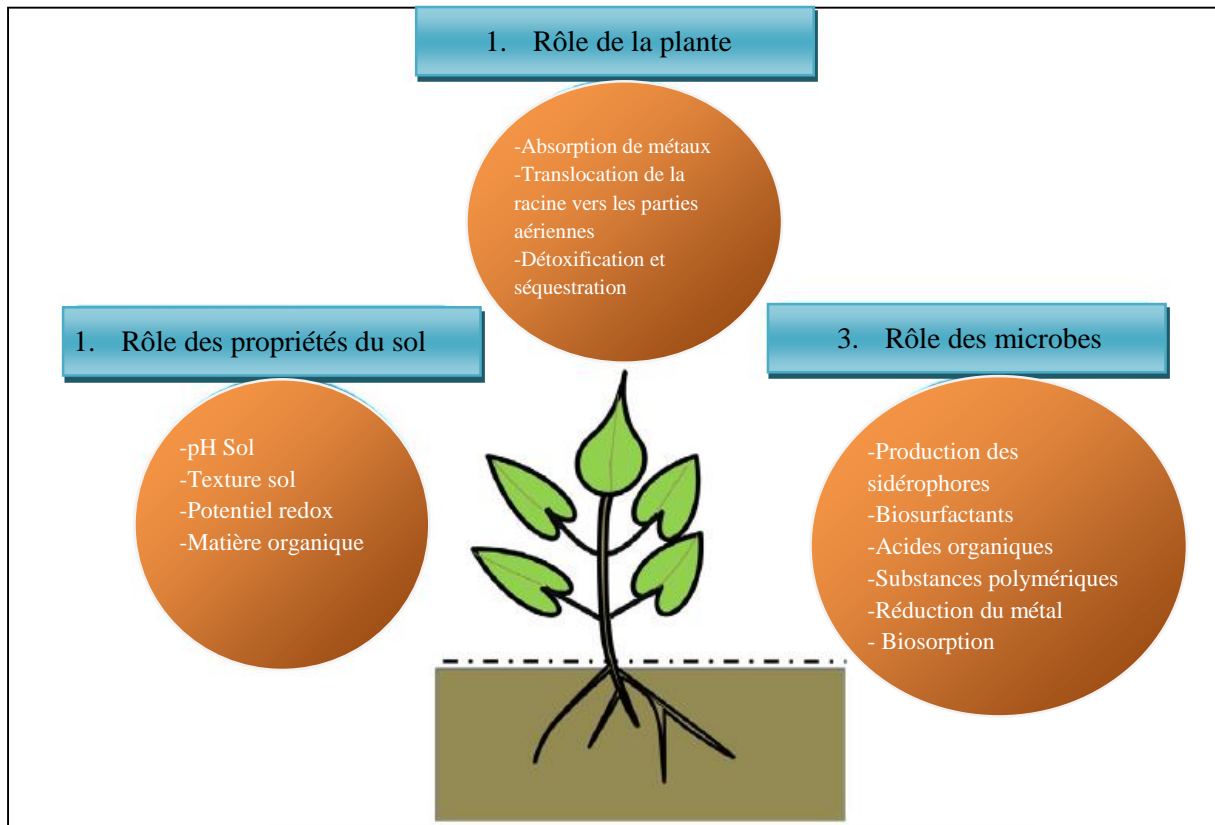 1. Rôle de la plante
-Absorption de métaux
-Translocation de la
racine vers les parties
aériennes
-Détoxification et
séquestration
1. Rôle des propriétés du sol
-pH Sol
-Texture sol
-Potentiel redox
-Matière organique
3. Rôle des microbes
-Production des
sidérophores
-Biosurfactants
-Acides organiques
-Substances polymériques
-Réduction du métal
- Biosorption